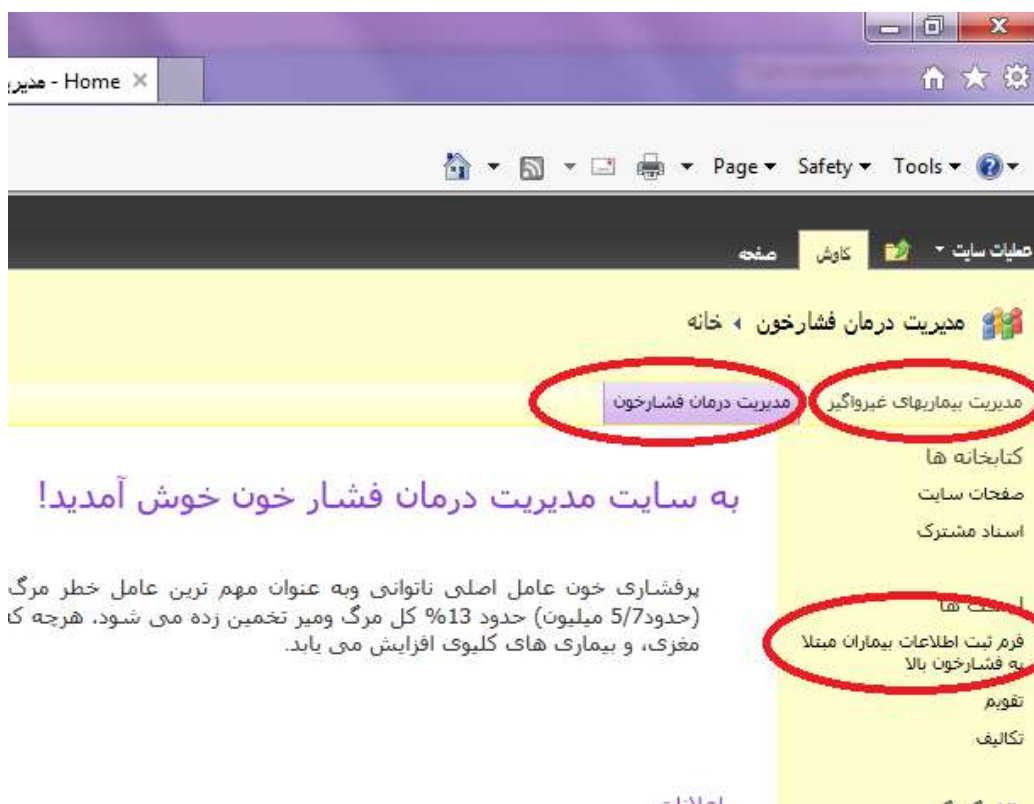 Home - مدیر
Page Safety Tools
عملیات سایت کاوش صفحه
مدیریت درمان فشارخون خانه
مدیریت بیماریهای غیرواگیر مدیریت درمان فشارخون
کتابخانه ها
صفحات سایت
اسناد مشترک
لیست ها
فرم ثبت اطلاعات بیماران مبتلا
به فشارخون بالا
تقویم
تکالیف
به سایت مدیریت درمان فشار خون خوش آمدید!
پرفشاری خون عامل اصلی ناتوانی وبه عنوان مهم ترین عامل خطر مرگ
(حدود5/7 میلیون) حدود 13% کل مرگ ومیر تخمین زده می شود. هرچه که
مغزی، و بیماری های کلیوی افزایش می یابد.